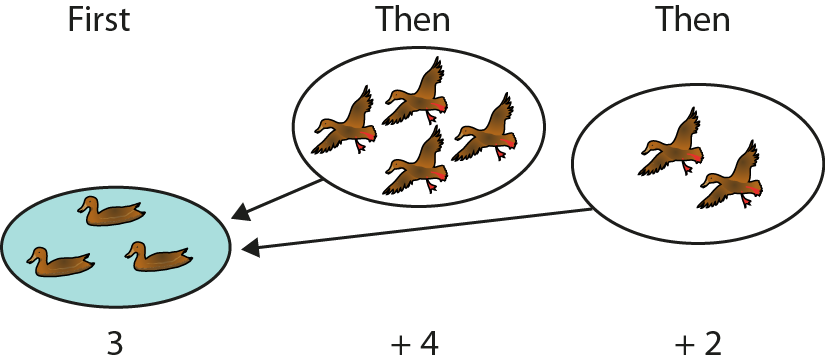 First Then Then
3 + 4 + 2